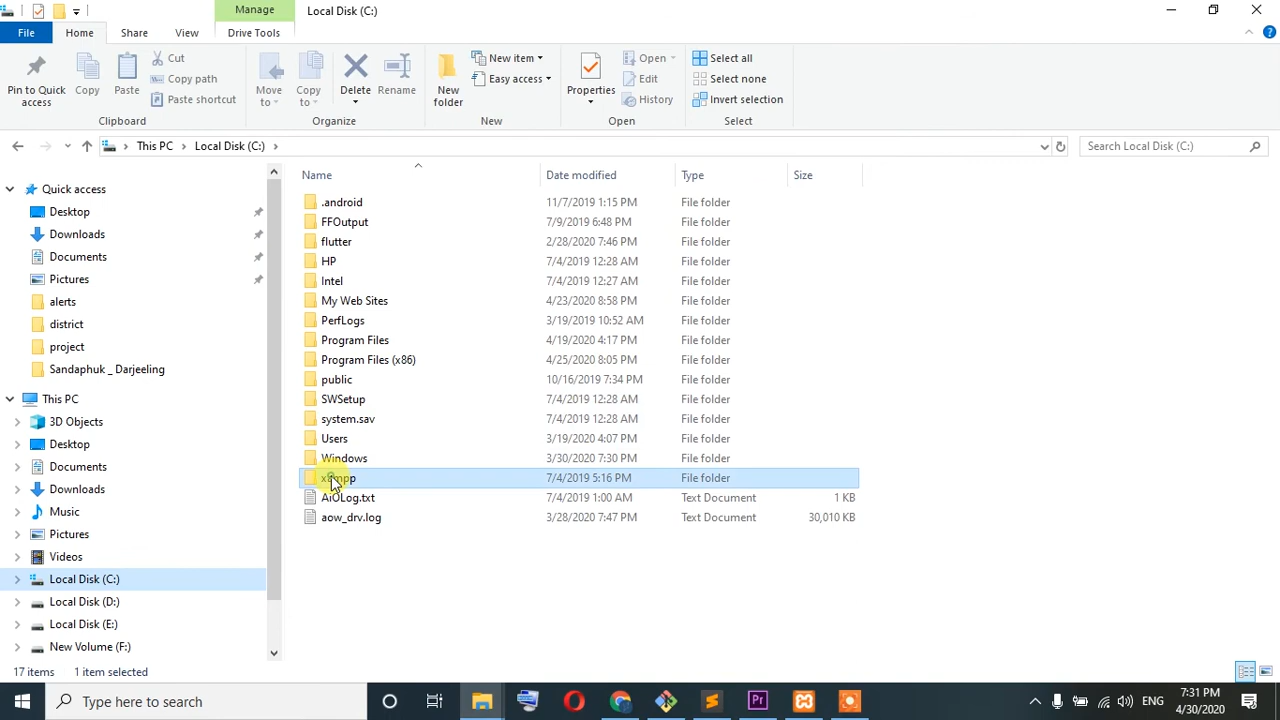 Manage
Local Disk (C:)
File
Home
Share
View
Drive Tools
Pin to Quick access
Copy
Paste
Cut
Copy path
Paste shortcut
Clipboard
Move to
Copy to
Delete
Rename
Organize
New folder
New item
Easy access
New
Properties
Open
Edit
History
Open
Select all
Select none
Invert selection
Select
This PC > Local Disk (C:) >
Search Local Disk (C:)
Quick access
Desktop
Downloads
Documents
Pictures
alerts
district
project
Sandaphuk _ Darjeeling
This PC
3D Objects
Desktop
Documents
Downloads
Music
Pictures
Videos
Local Disk (C:)
Local Disk (D:)
Local Disk (E:)
New Volume (F:)
Name Date modified Type Size
.android 11/7/2019 1:15 PM File folder
FFOutput 7/9/2019 6:48 PM File folder
flutter 2/28/2020 7:46 PM File folder
HP 7/4/2019 12:28 AM File folder
Intel 7/4/2019 12:27 AM File folder
My Web Sites 4/23/2020 8:58 PM File folder
PerfLogs 3/19/2019 10:52 AM File folder
Program Files 4/19/2020 4:17 PM File folder
Program Files (x86) 4/25/2020 8:05 PM File folder
public 10/16/2019 7:34 PM File folder
SWSetup 7/4/2019 12:28 AM File folder
system.sav 7/4/2019 12:28 AM File folder
Users 3/19/2020 4:07 PM File folder
Windows 3/30/2020 7:30 PM File folder
xampp 7/4/2019 5:16 PM File folder
AiOLog.txt 7/4/2019 1:00 AM Text Document 1 KB
aow_drv.log 3/28/2020 7:47 PM Text Document 30,010 KB
17 items 1 item selected
Type here to search
Pr
ENG
7:31 PM
4/30/2020